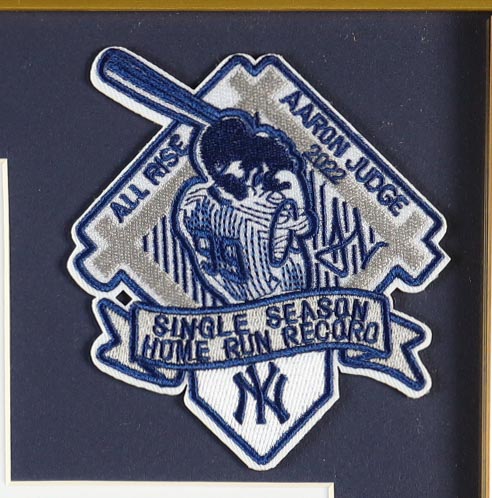 ALL RISE
AARON JUDGE
2022
99
SINGLE SEASON
HOME RUN RECORD
NY